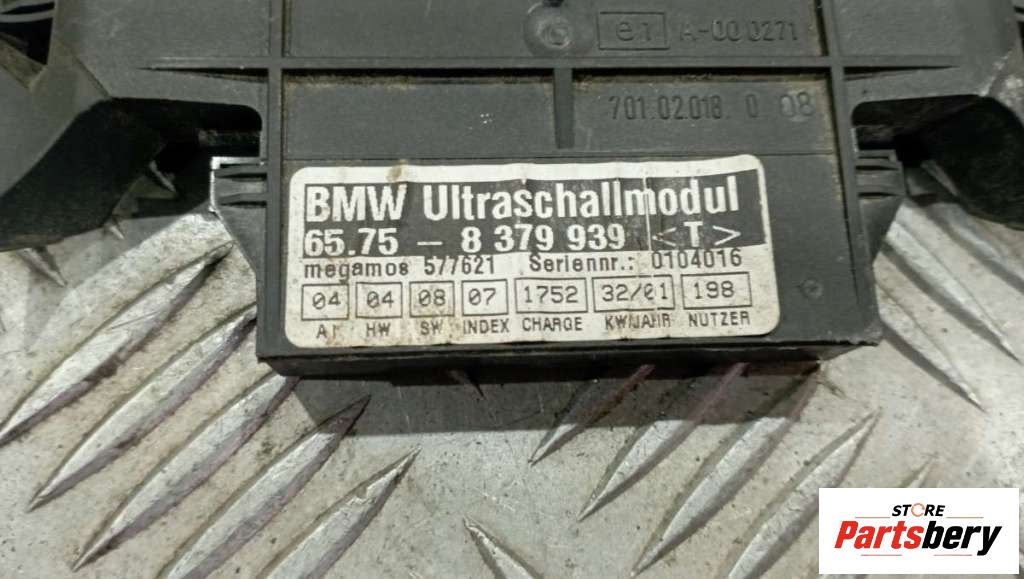 e1 A-00 0271
701.02.018.0 08
BMW Ultraschallmodul
65.75 - 8 379 939 <T>
megamos 577621 Seriennr.: 0104016
04 04 08 07 1752 32/01 198
AI HW SW INDEX CHARGE KW/JAHR NUTZER
STORE
Partsbery